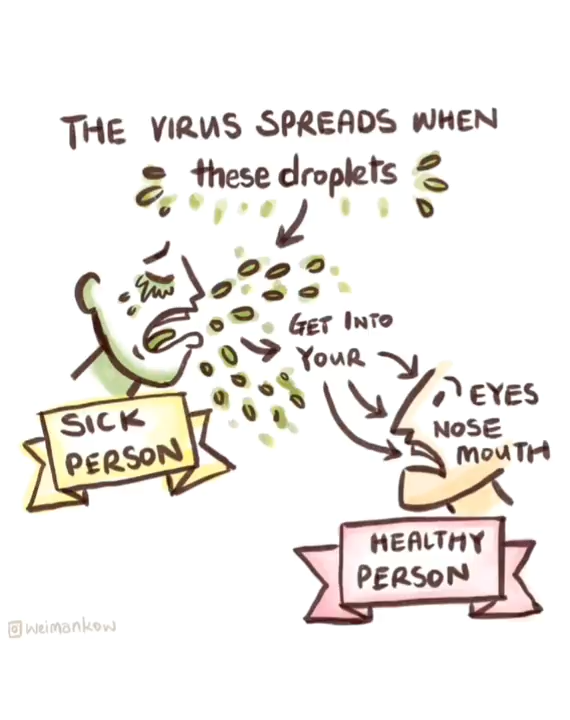 THE VIRUS SPREADS WHEN
these droplets
GET INTO
YOUR
EYES
NOSE
MOUTH
SICK
PERSON
HEALTHY
PERSON
weimankow